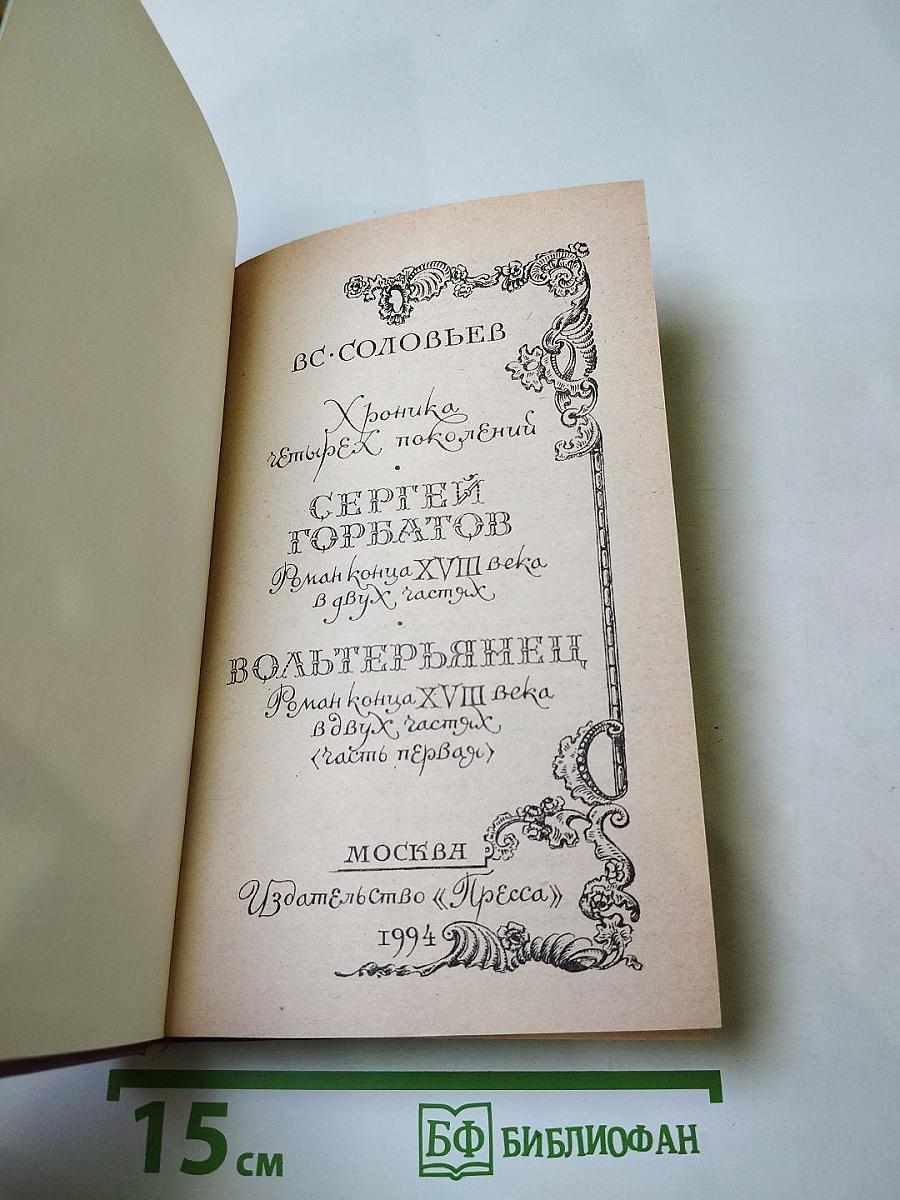 ВС·СОЛОВЬЕВ
Хроника
четырех поколений
СЕРГЕЙ
ГОРБАТОВ
Роман конца XVIII века
в двух частях
ВОЛЬТЕРЬЯНЕЦ
Роман конца XVIII века
в двух частях
(часть первая)
МОСКВА
Издательство «Пресса»
1994
15 см
БФ БИБЛИОФАН